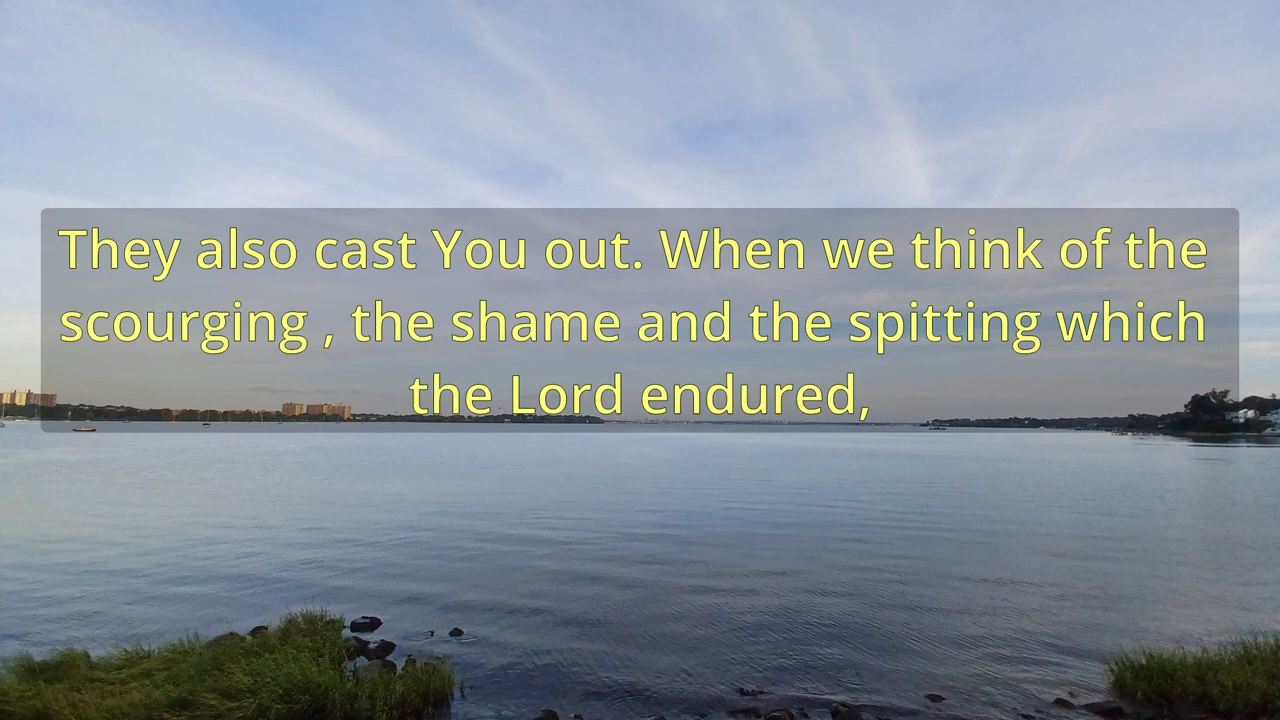 They also cast You out. When we think of the
scourging , the shame and the spitting which
the Lord endured,